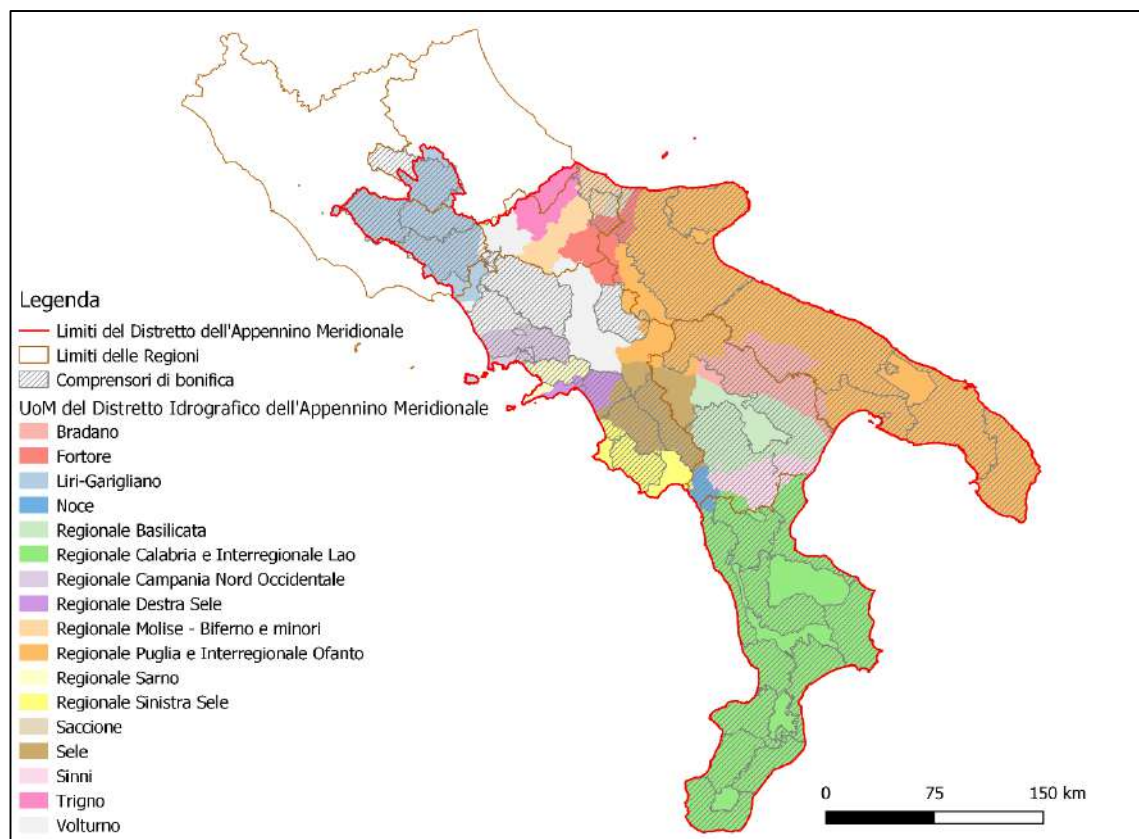 Legenda
Limiti del Distretto dell'Appennino Meridionale
Limiti delle Regioni
Comprensori di bonifica
UoM del Distretto Idrografico dell'Appennino Meridionale
Bradano
Fortore
Liri-Garigliano
Noce
Regionale Basilicata
Regionale Calabria e Interregionale Lao
Regionale Campania Nord Occidentale
Regionale Destra Sele
Regionale Molise - Biferno e minori
Regionale Puglia e Interregionale Ofanto
Regionale Sarno
Regionale Sinistra Sele
Saccione
Sele
Sinni
Trigno
Volturno
0 75 150 km